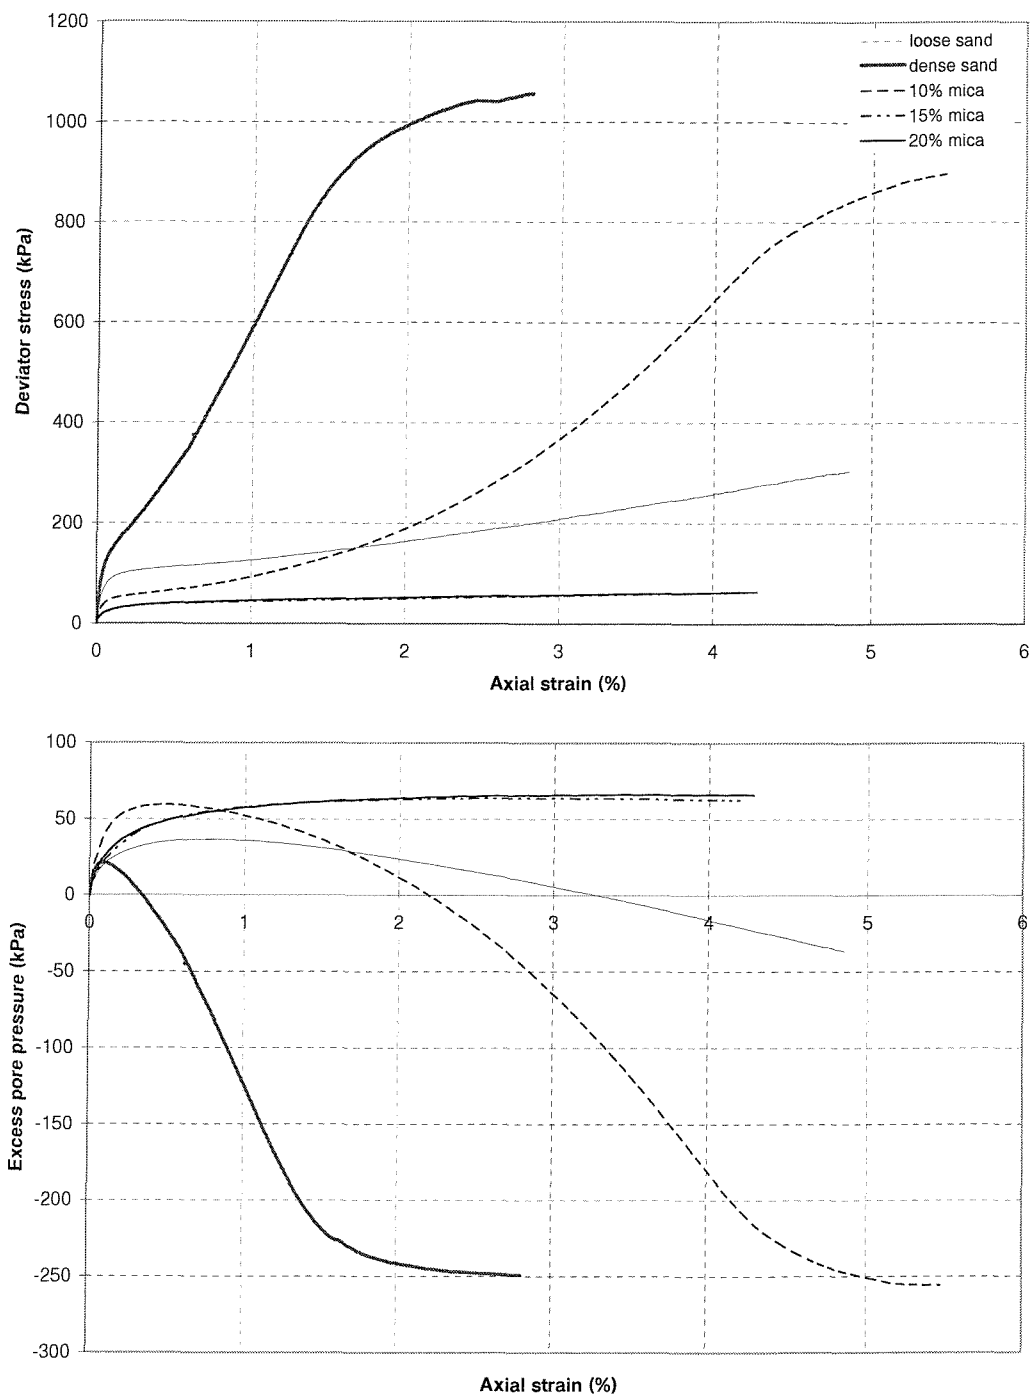 1200
1000
800
600
400
200
0
Deviator stress (kPa)
loose sand
dense sand
10% mica
15% mica
20% mica
0 1 2 3 4 5 6
Axial strain (%)
100
50
0
-50
-100
-150
-200
-250
-300
Excess pore pressure (kPa)
0 1 2 3 4 5 6
Axial strain (%)